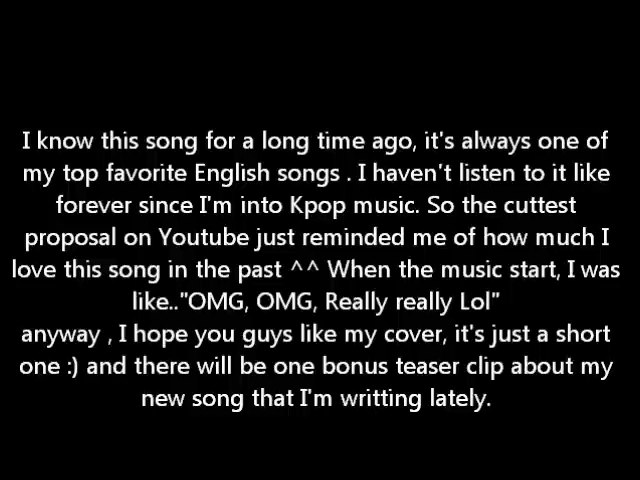 I know this song for a long time ago, it's always one of
my top favorite English songs . I haven't listen to it like
forever since I'm into Kpop music. So the cuttest
proposal on Youtube just reminded me of how much I
love this song in the past ^^ When the music start, I was
like.."OMG, OMG, Really really Lol"
anyway , I hope you guys like my cover, it's just a short
one :) and there will be one bonus teaser clip about my
new song that I'm writting lately.